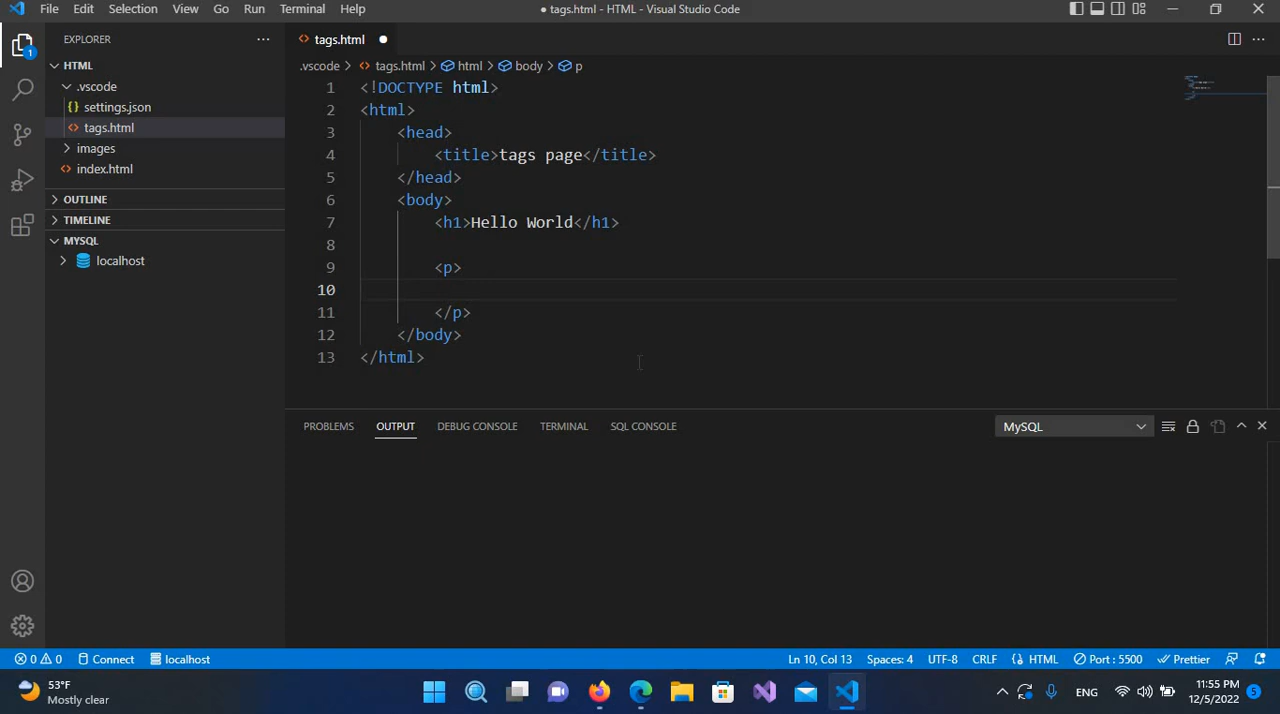 File Edit Selection View Go Run Terminal Help
● tags.html - HTML - Visual Studio Code
EXPLORER
HTML
.vscode
settings.json
tags.html
images
index.html
OUTLINE
TIMELINE
MYSQL
localhost
1
tags.html
.vscode > tags.html > html > body > p
1 <!DOCTYPE html>
2 <html>
3 <head>
4 <title>tags page</title>
5 </head>
6 <body>
7 <h1>Hello World</h1>
8
9 <p>
10
11 </p>
12 </body>
13 </html>
PROBLEMS OUTPUT DEBUG CONSOLE TERMINAL SQL CONSOLE
MySQL
0 0 Connect localhost
Ln 10, Col 13 Spaces: 4 UTF-8 CRLF HTML Port : 5500 Prettier
53°F
Mostly clear
ENG
11:55 PM
12/5/2022
5